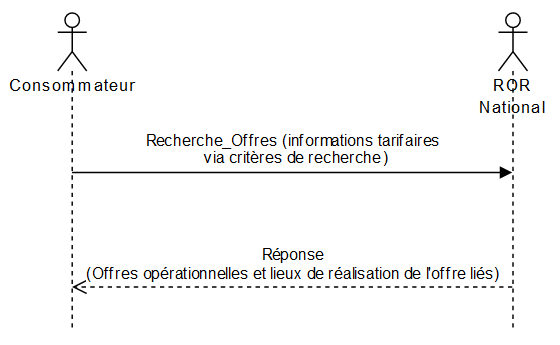 Consommateur
ROR
National
Recherche_Offres (informations tarifaires
via critères de recherche)
Réponse
(Offres opérationnelles et lieux de réalisation de l'offre liés)